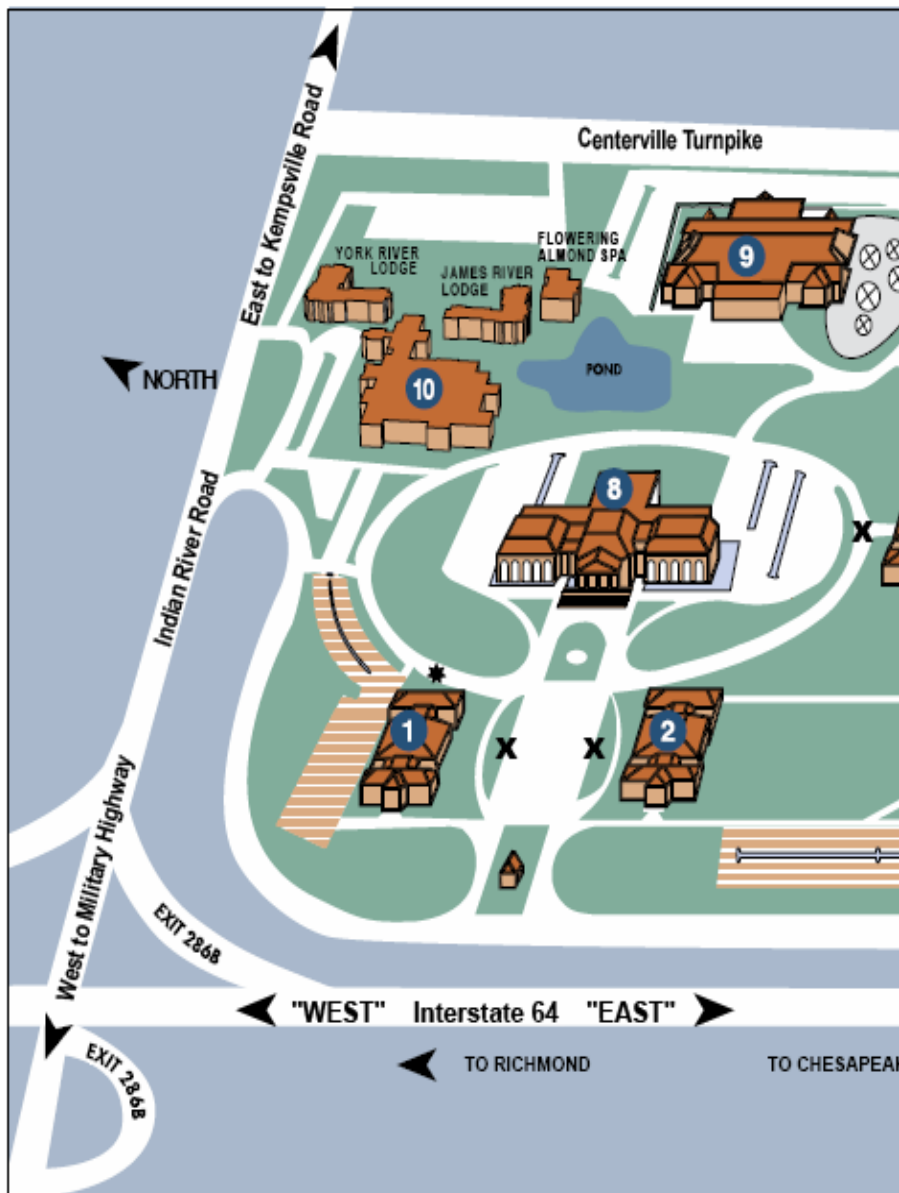 Centerville Turnpike
East to Kempsville Road
YORK RIVER
LODGE
JAMES RIVER
LODGE
FLOWERING
ALMOND SPA
9
NORTH
10
POND
8
Indian River Road
X
1
X
X
2
West to Military Highway
EXIT 286B
"WEST" Interstate 64 "EAST"
EXIT 286B
TO RICHMOND
TO CHESAPEAK